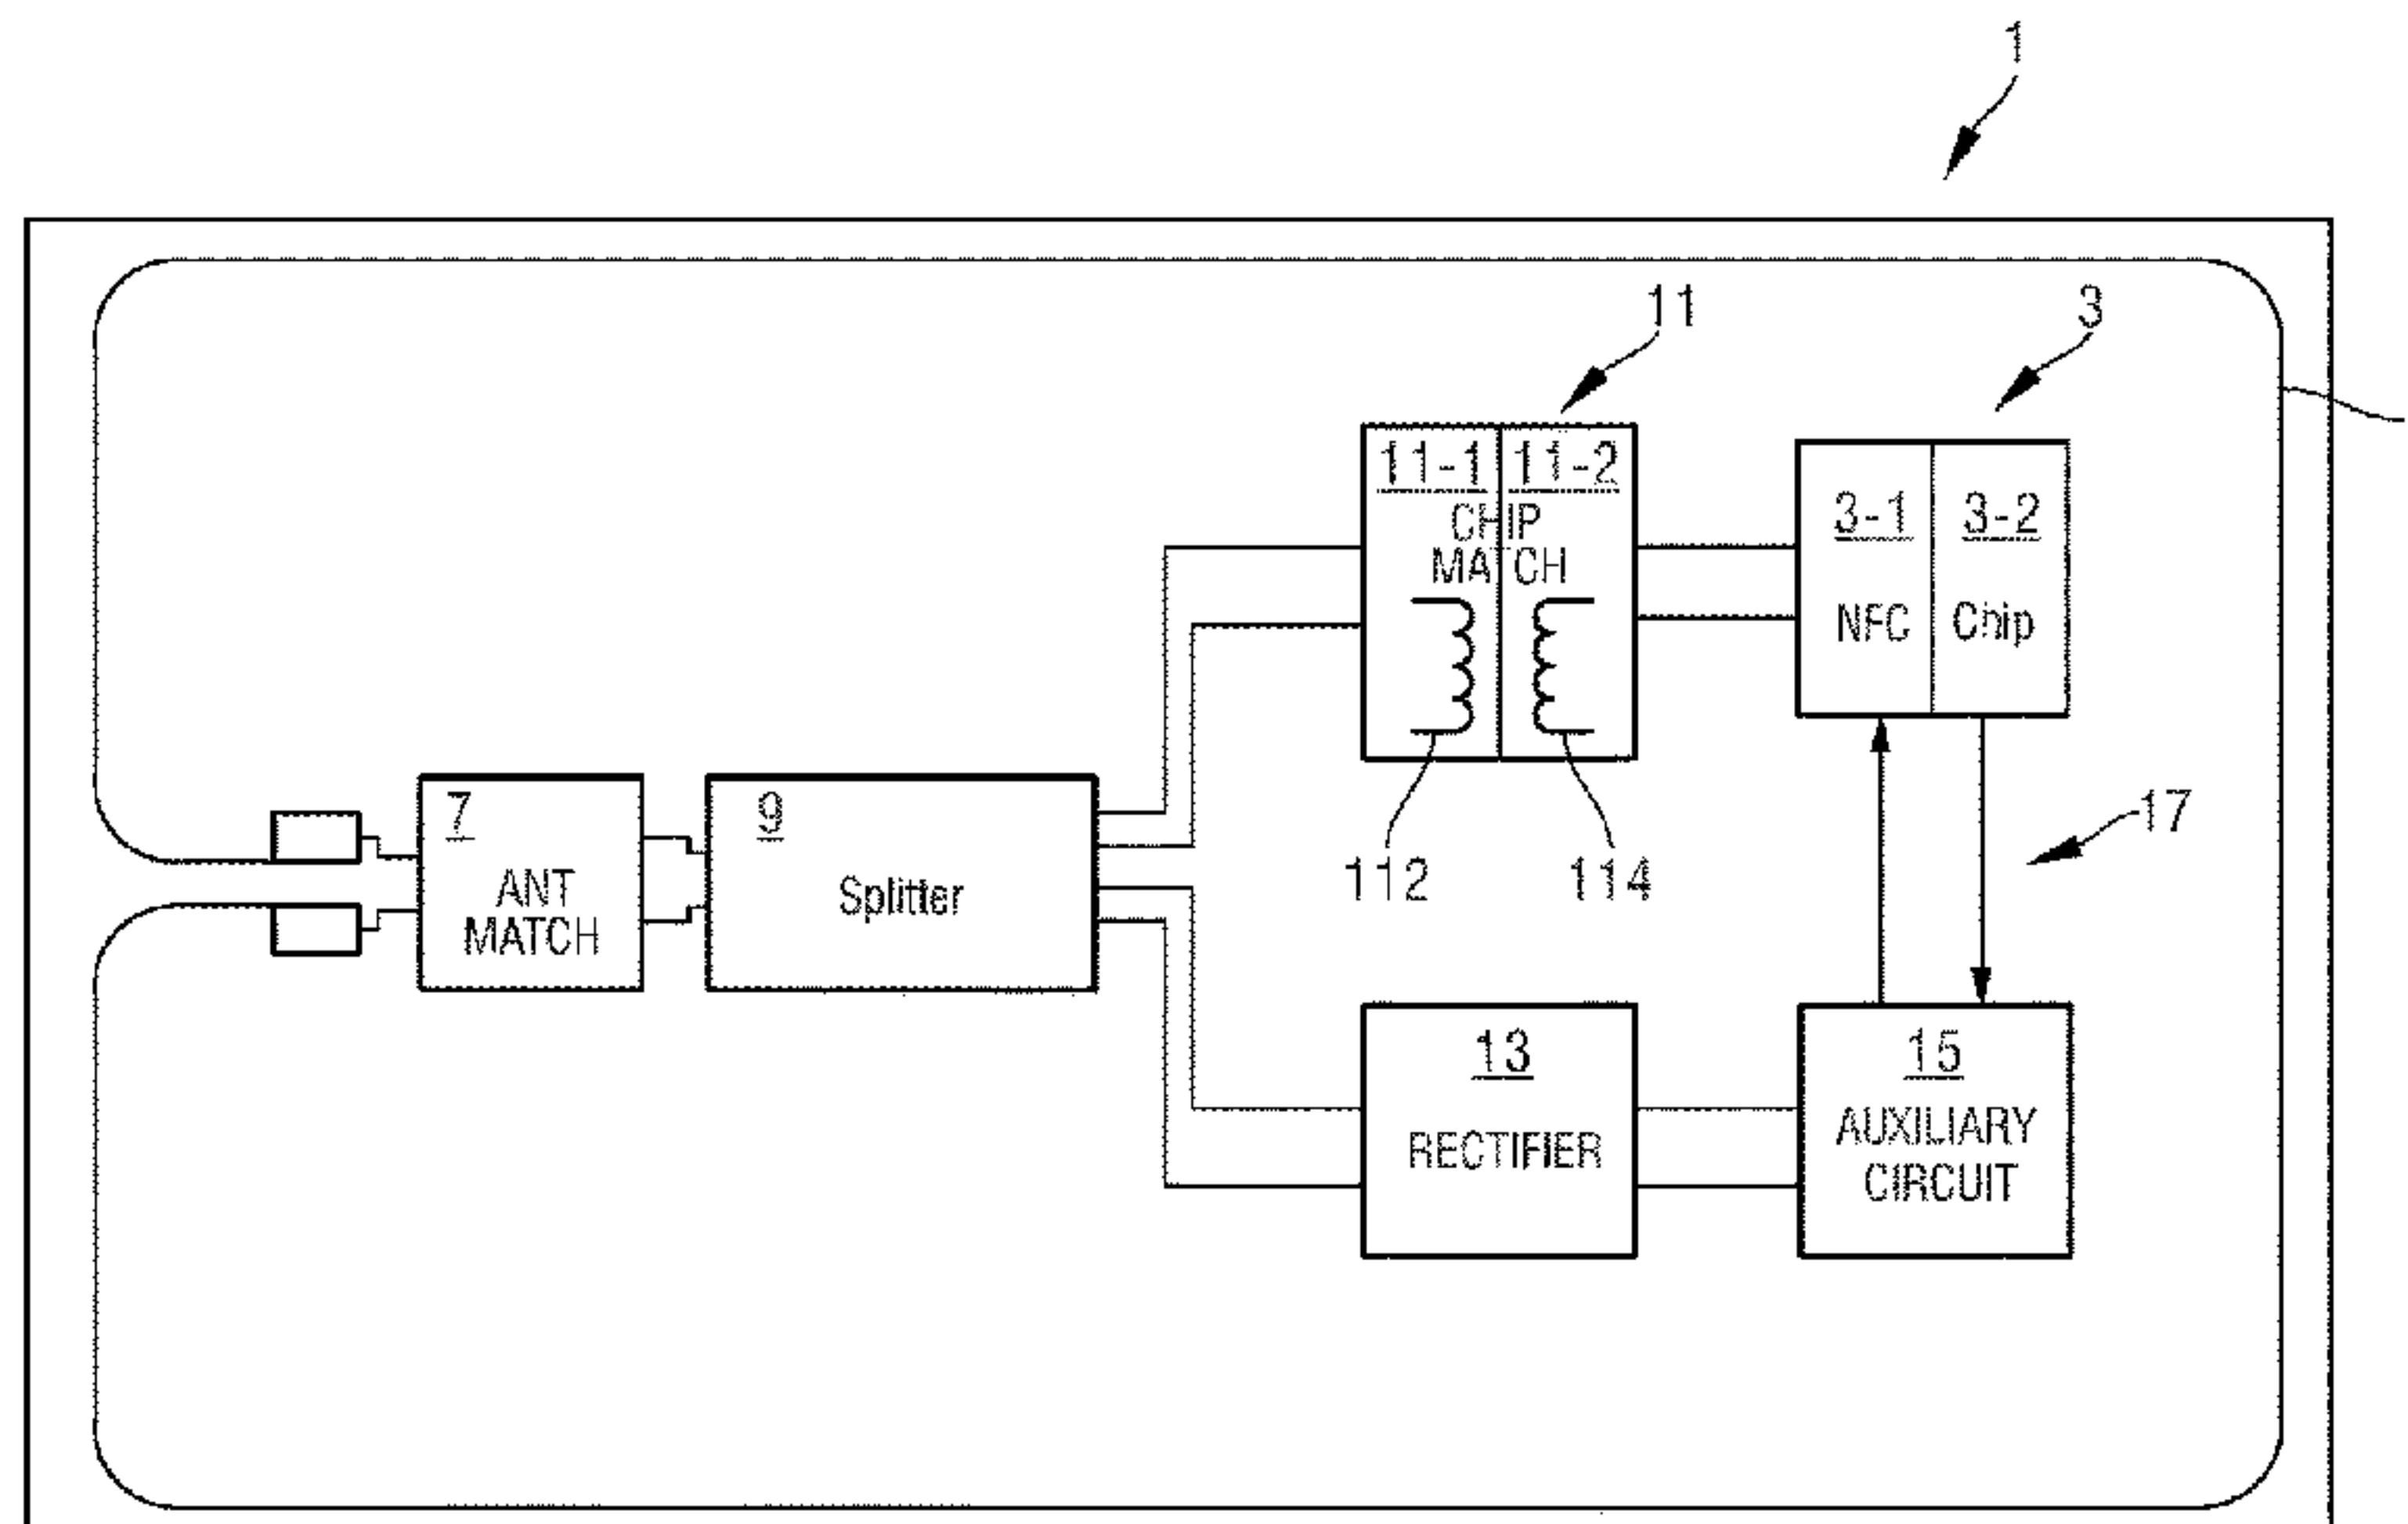 1
11
3
11-1 11-2
CHIP
MATCH
3-1 3-2
NFC Chip
7
ANT
MATCH
9
Splitter
112
114
17
13
RECTIFIER
15
AUXILIARY
CIRCUIT